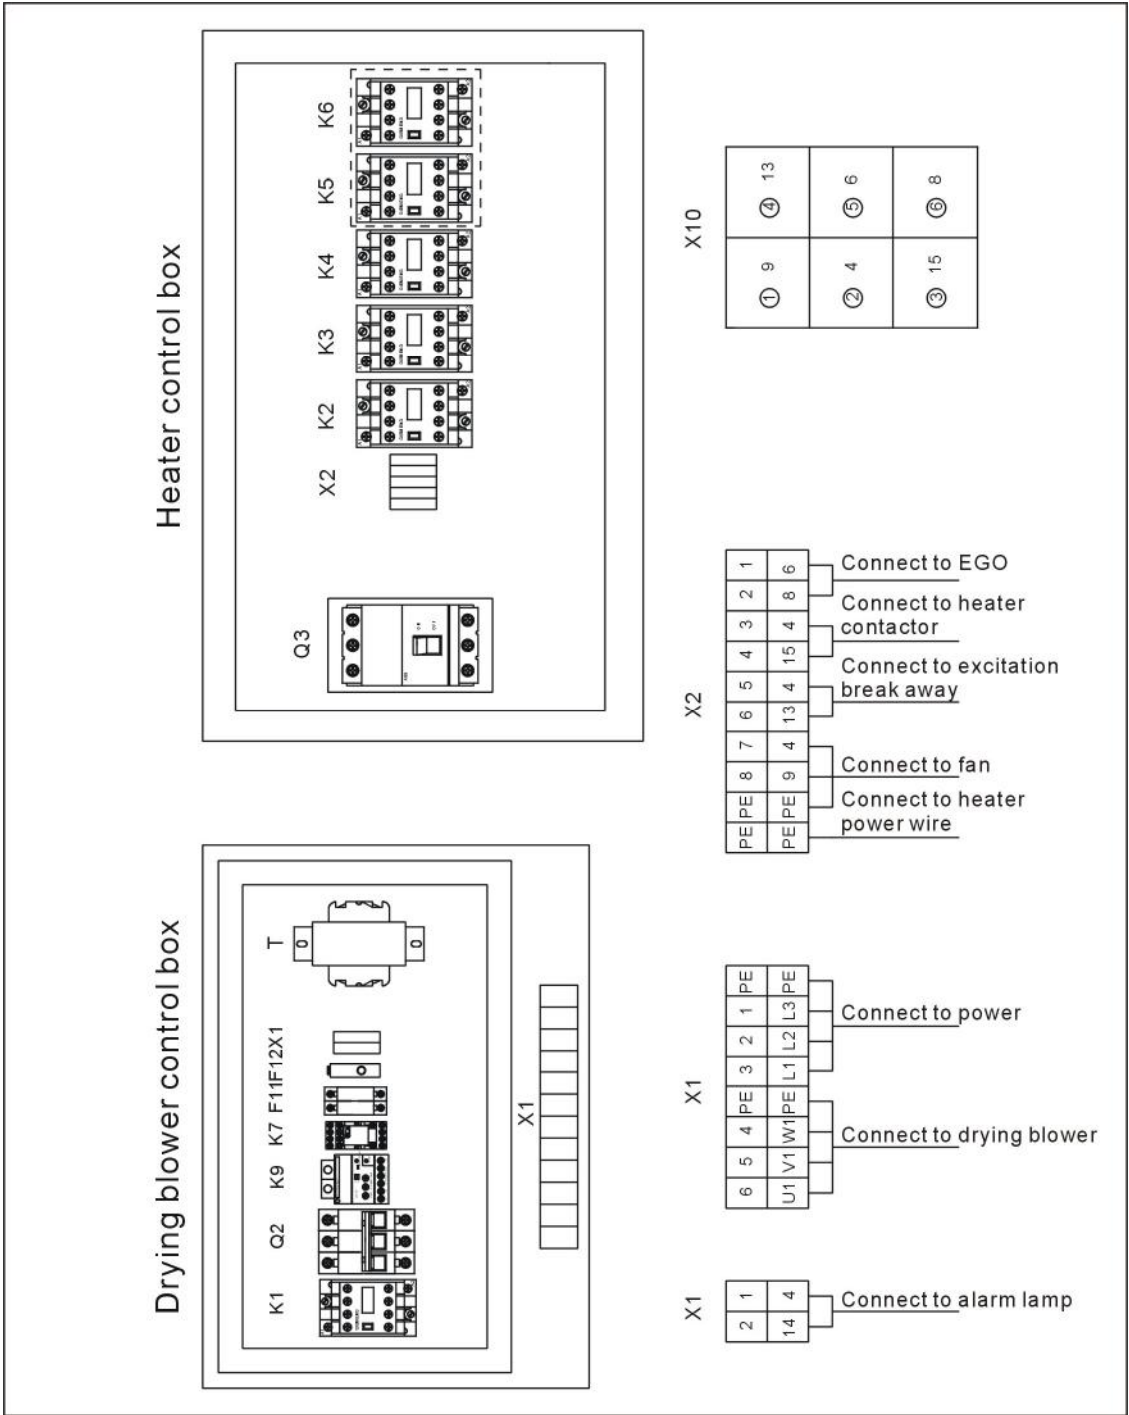 Heater control box
K6
K5
K4
K3
K2
X2
Q3
X10
④ 13
⑤ 6
⑥ 8
① 9
② 4
③ 15
X2
1 6
2 8
3 4
4 15
5 4
6 13
7 4
8 9
PE PE
PE PE
Connect to EGO
Connect to heater
contactor
Connect to excitation
break away
Connect to fan
Connect to heater
power wire
Drying blower control box
T
X1
F12
F11
K7
K9
Q2
K1
X1
X1
PE PE
1 L3
2 L2
3 L1
PE PE
4 W1
5 V1
6 U1
Connect to power
Connect to drying blower
X1
1 4
2 14
Connect to alarm lamp